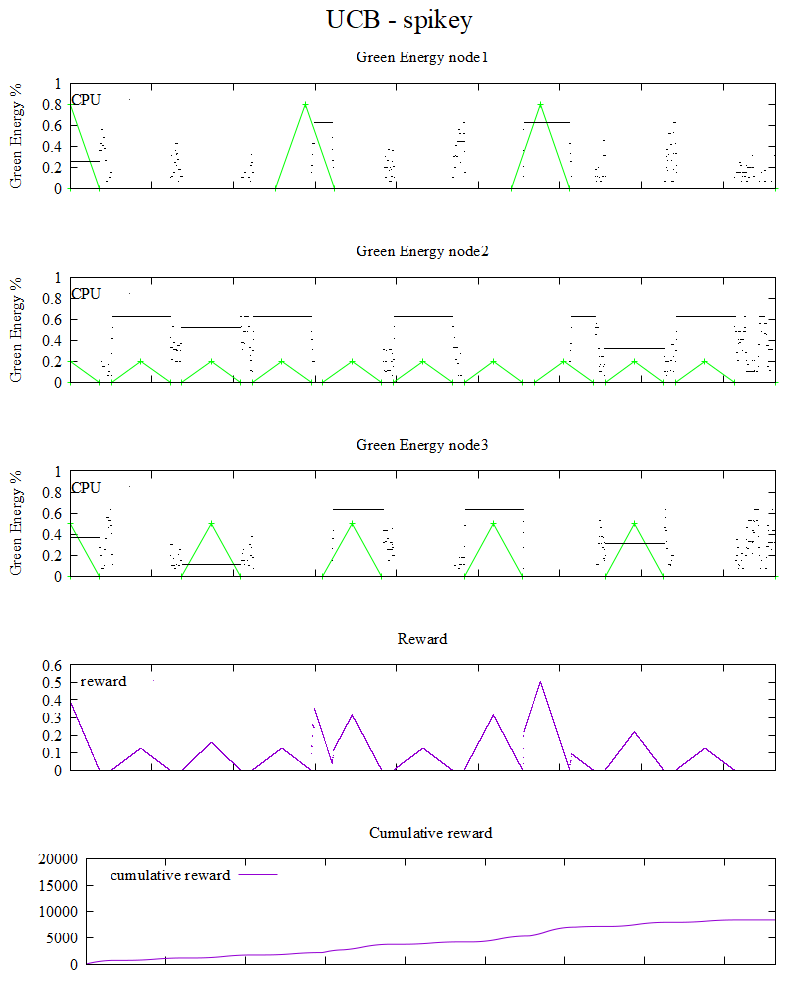 UCB - spikey
Green Energy node1
Green Energy %
1
0.8
0.6
0.4
0.2
0
CPU
Green Energy node2
Green Energy %
1
0.8
0.6
0.4
0.2
0
CPU
Green Energy node3
Green Energy %
1
0.8
0.6
0.4
0.2
0
CPU
Reward
0.6
0.5
0.4
0.3
0.2
0.1
0
reward
Cumulative reward
20000
15000
10000
5000
0
cumulative reward